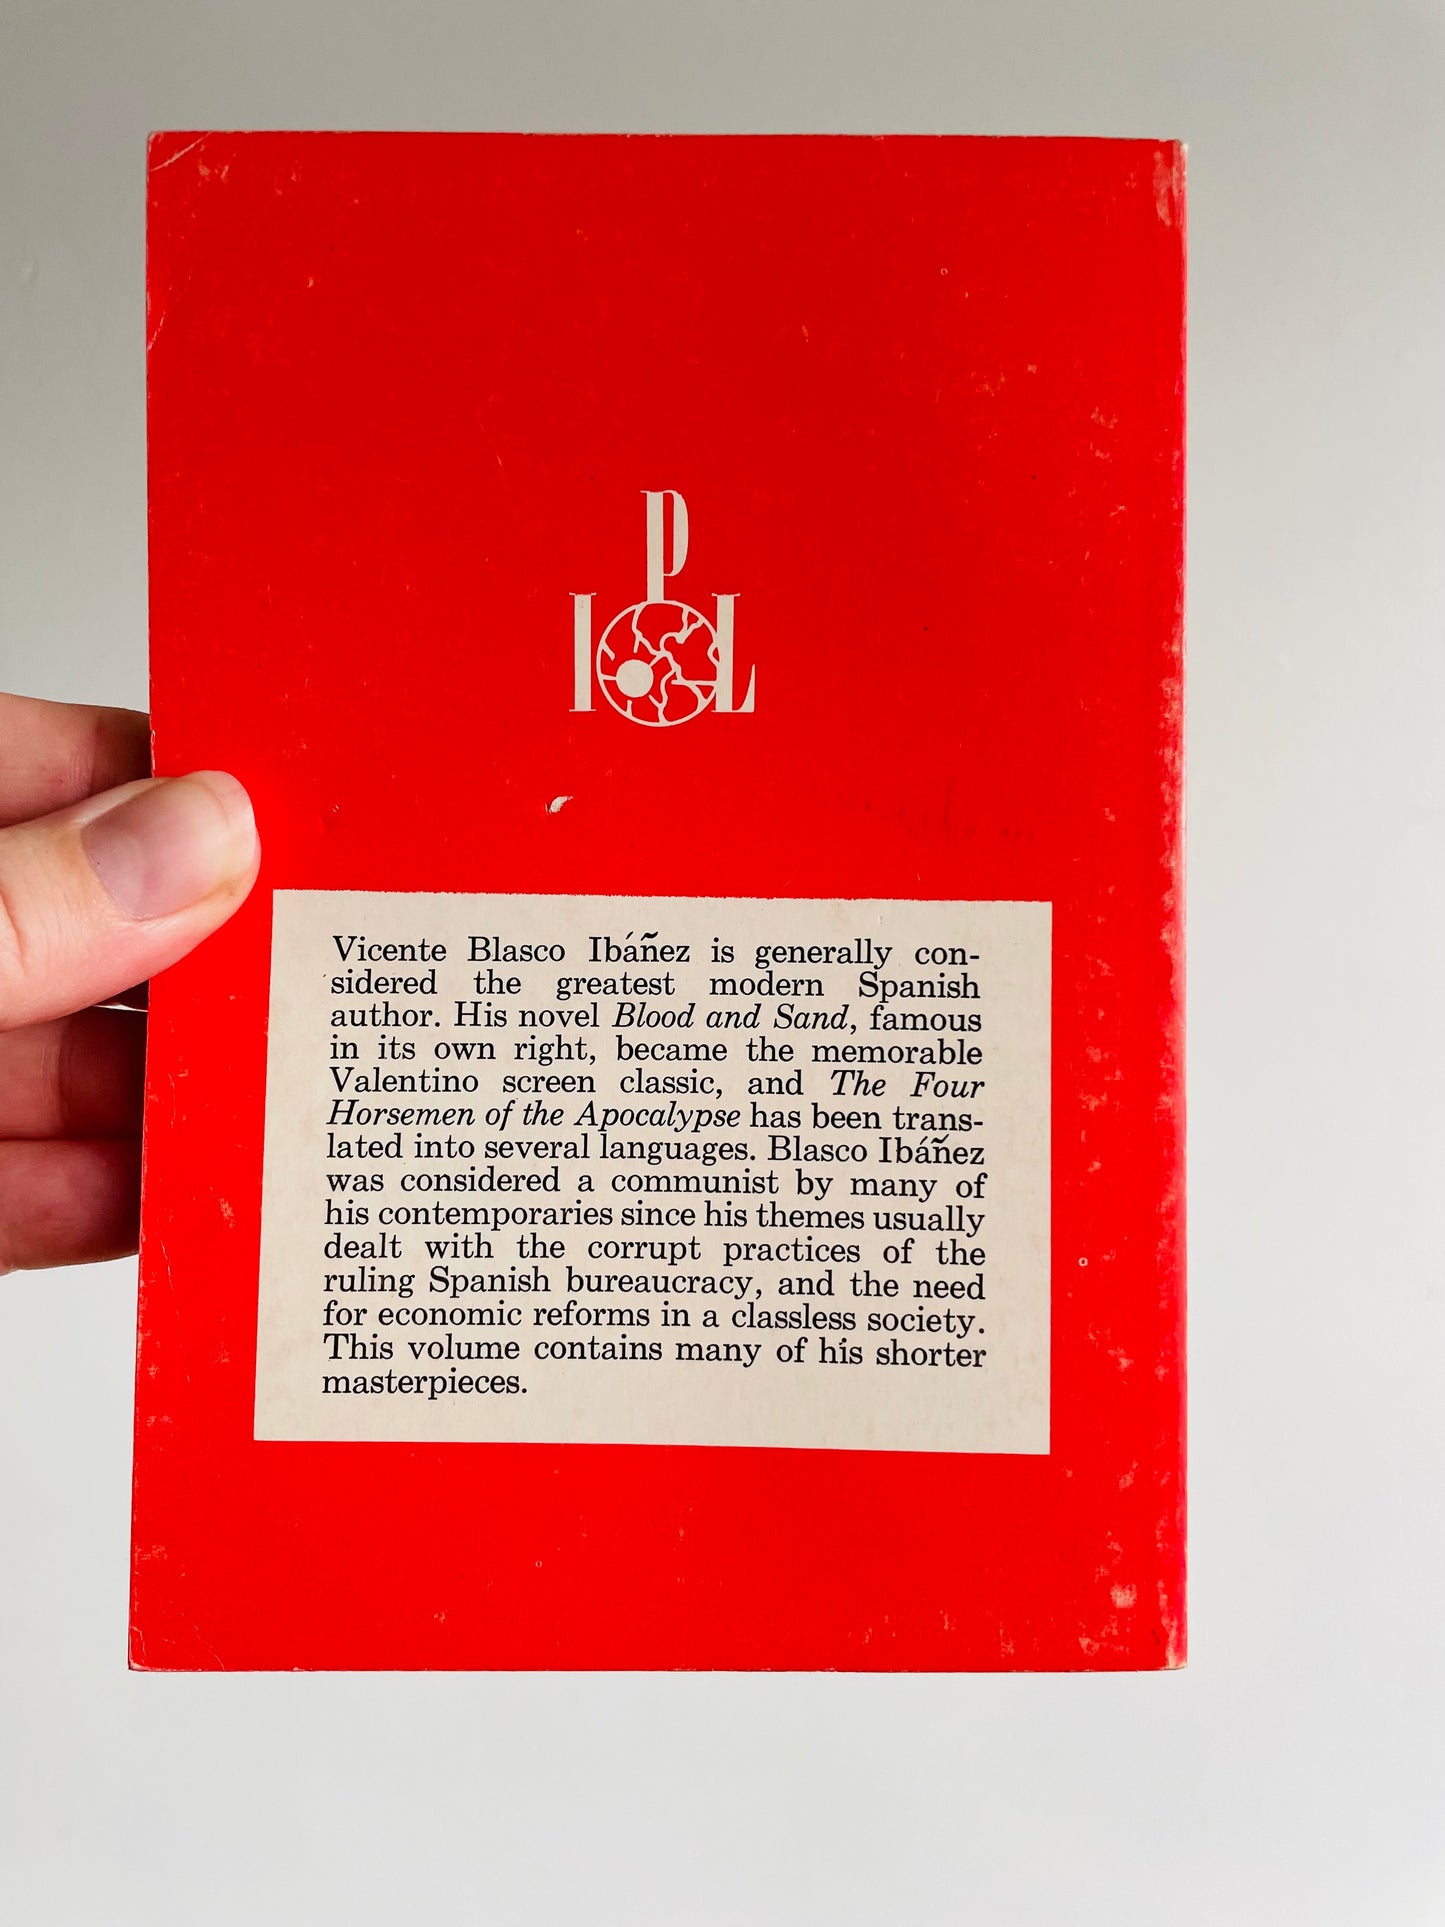 P
I L
Vicente Blasco Ibáñez is generally con-
sidered the greatest modern Spanish
author. His novel Blood and Sand, famous
in its own right, became the memorable
Valentino screen classic, and The Four
Horsemen of the Apocalypse has been trans-
lated into several languages. Blasco Ibáñez
was considered a communist by many of
his contemporaries since his themes usually
dealt with the corrupt practices of the
ruling Spanish bureaucracy, and the need
for economic reforms in a classless society.
This volume contains many of his shorter
masterpieces.